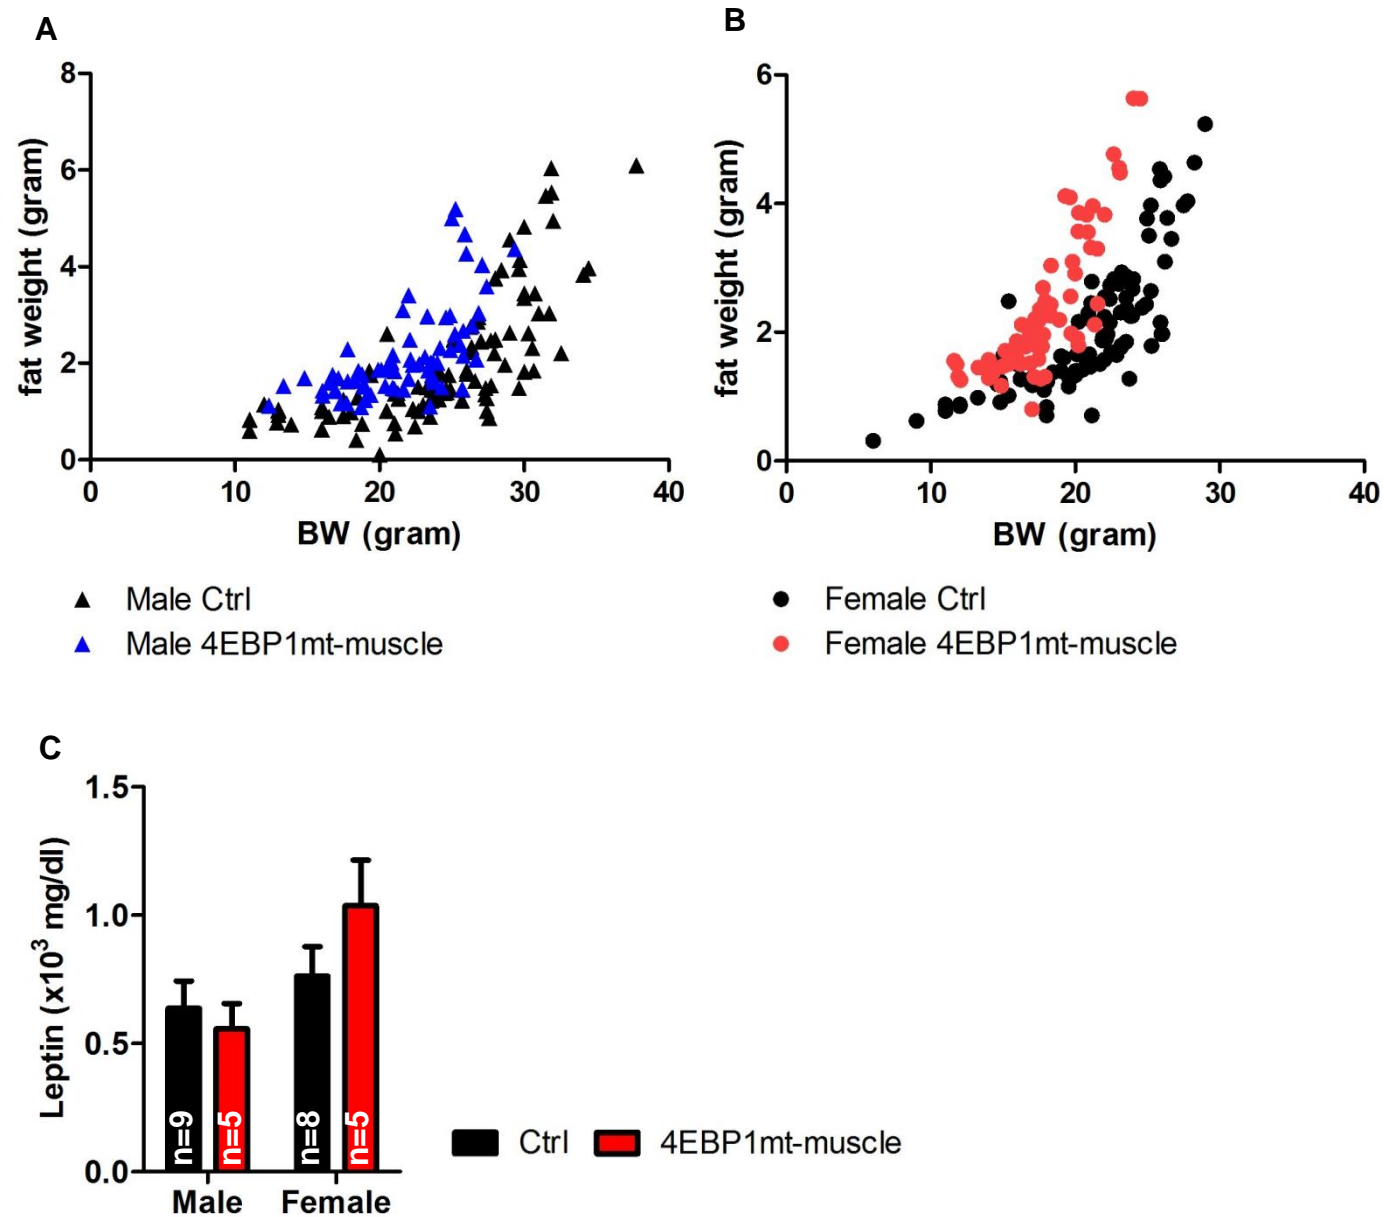 A
8
6
4
2
0
fat weight (gram)
0 10 20 30 40
BW (gram)
Male Ctrl
Male 4EBP1mt-muscle
B
6
4
2
0
fat weight (gram)
0 10 20 30 40
BW (gram)
Female Ctrl
Female 4EBP1mt-muscle
C
1.5
1.0
0.5
0.0
Leptin (x10³ mg/dl)
n=9
n=5
n=8
n=5
Male Female
Ctrl 4EBP1mt-muscle